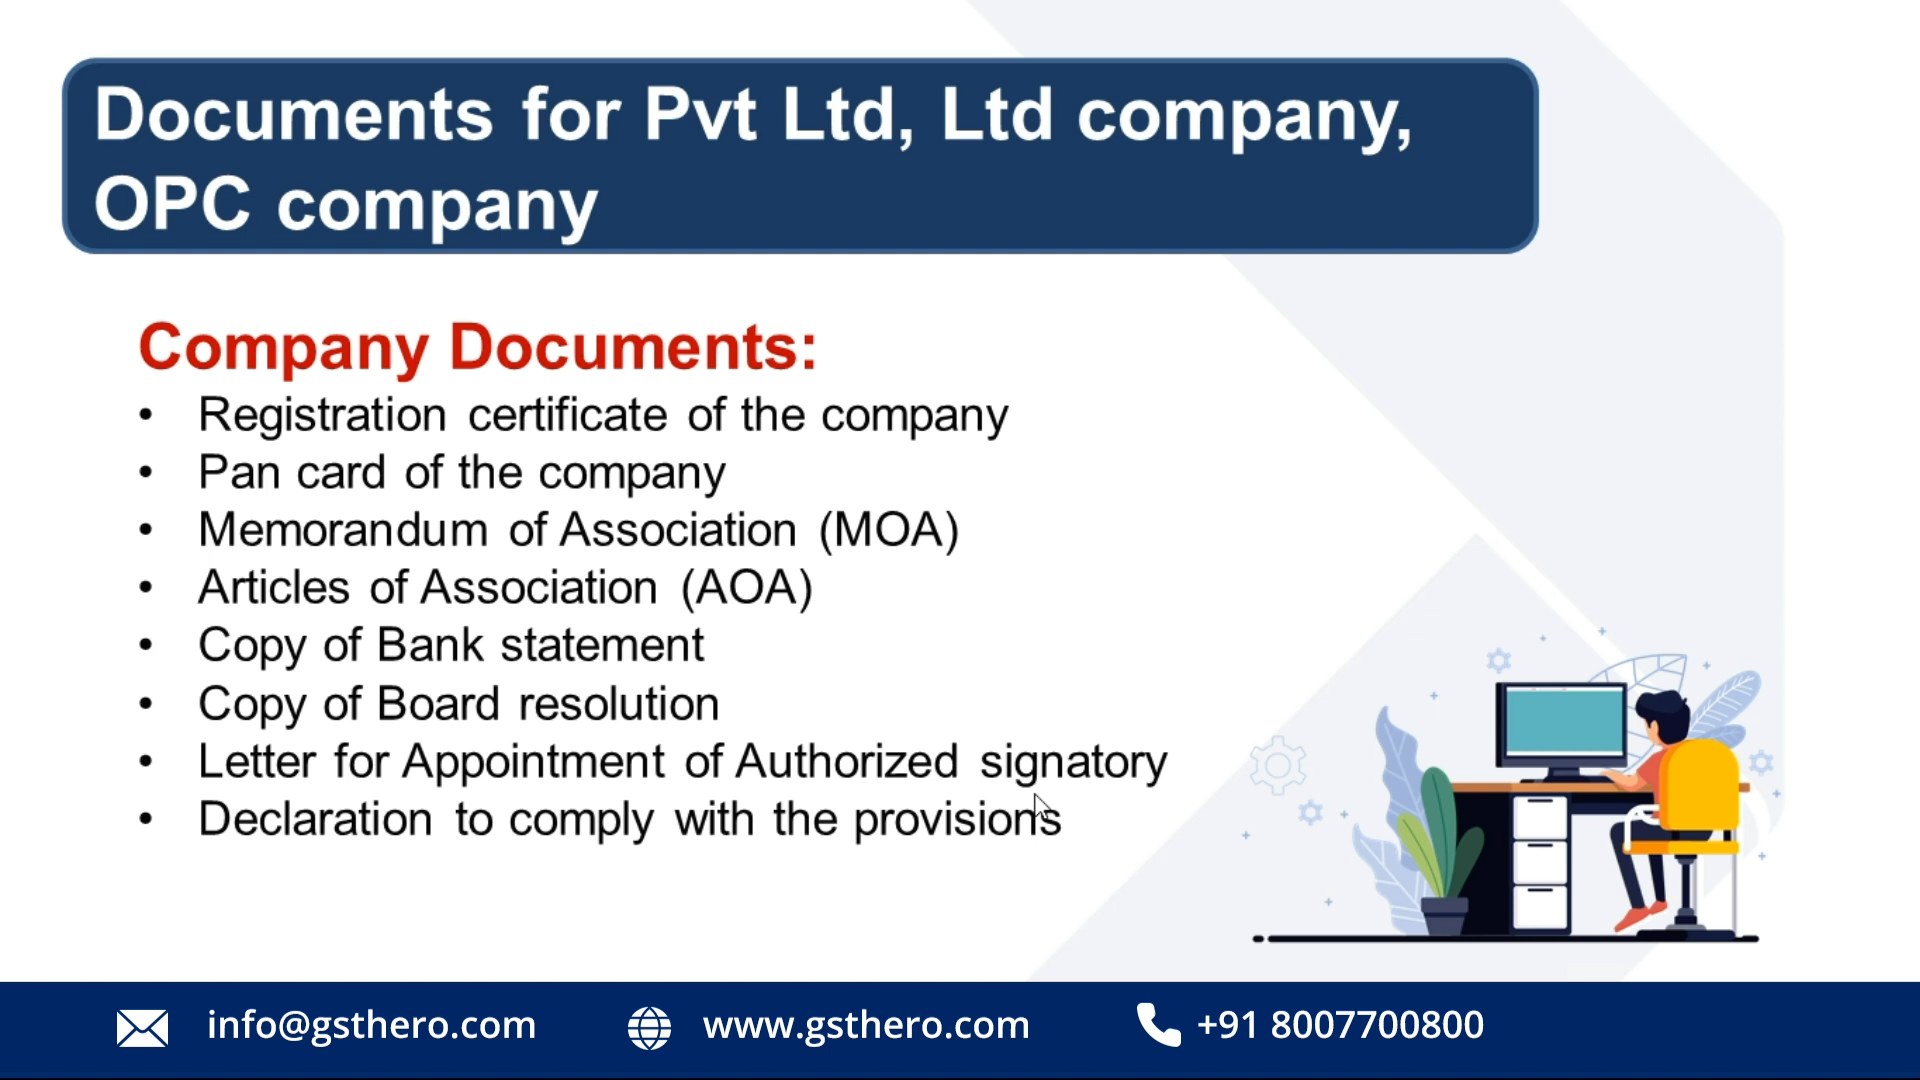 Documents for Pvt Ltd, Ltd company,
OPC company
Company Documents:
• Registration certificate of the company
• Pan card of the company
• Memorandum of Association (MOA)
• Articles of Association (AOA)
• Copy of Bank statement
• Copy of Board resolution
• Letter for Appointment of Authorized signatory
• Declaration to comply with the provisions
info@gsthero.com www.gsthero.com +91 8007700800